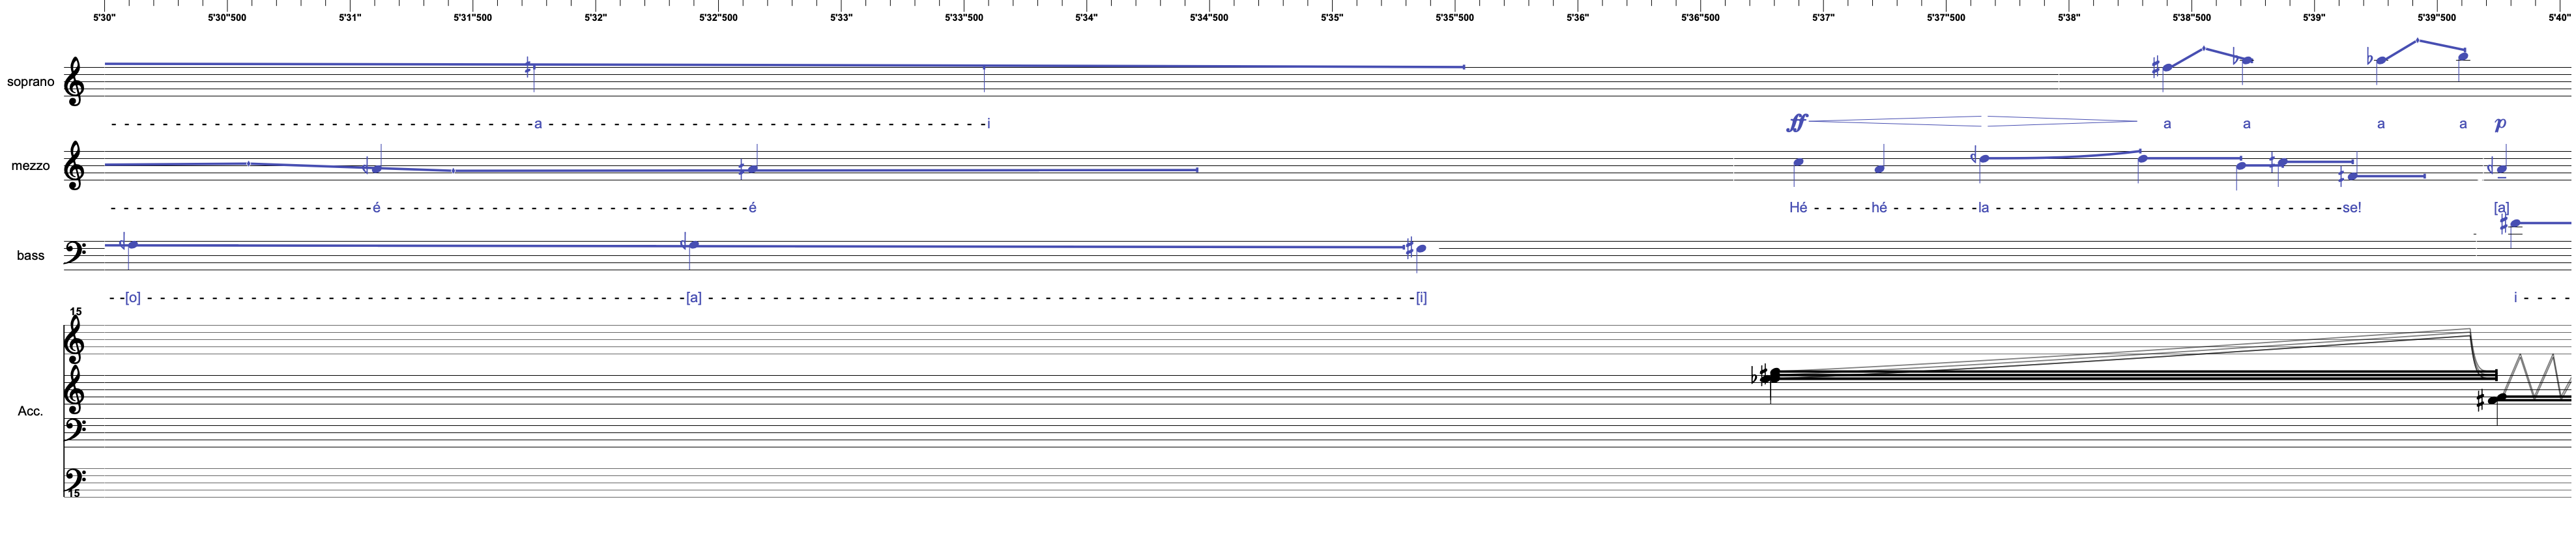 5'30" 5'30"500 5'31" 5'31"500 5'32" 5'32"500 5'33" 5'33"500 5'34" 5'34"500 5'35" 5'35"500 5'36" 5'36"500 5'37" 5'37"500 5'38" 5'38"500 5'39" 5'39"500 5'40"
soprano
a i ff a a a a p
mezzo
é é Hé - - - - - hé - - - - - - - la - - - - - - - - - - - - - - - - - - - - - - - - - - - - - se! [a]
bass
[o] [a] [i] i
15
Acc.
15